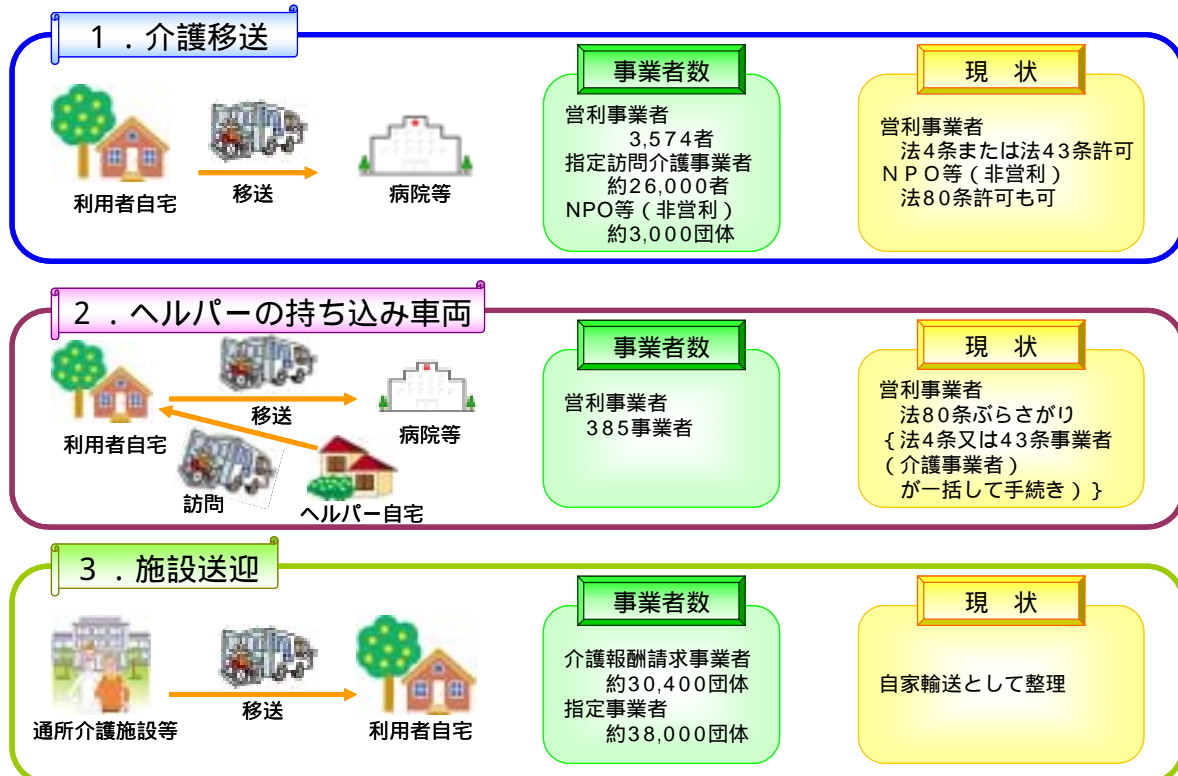 1．介護移送
利用者自宅
移送
病院等
事業者数
営利事業者
3,574者
指定訪問介護事業者
約26,000者
NPO等（非営利）
約3,000団体
現　状
営利事業者
法4条または法43条許可
ＮＰＯ等（非営利）
法80条許可も可
2．ヘルパーの持ち込み車両
利用者自宅
移送
病院等
訪問
ヘルパー自宅
事業者数
営利事業者
385事業者
現　状
営利事業者
法80条ぶらさがり
｛法4条又は43条事業者
（介護事業者）
が一括して手続き）｝
3．施設送迎
通所介護施設等
移送
利用者自宅
事業者数
介護報酬請求事業者
約30,400団体
指定事業者
約38,000団体
現　状
自家輸送として整理